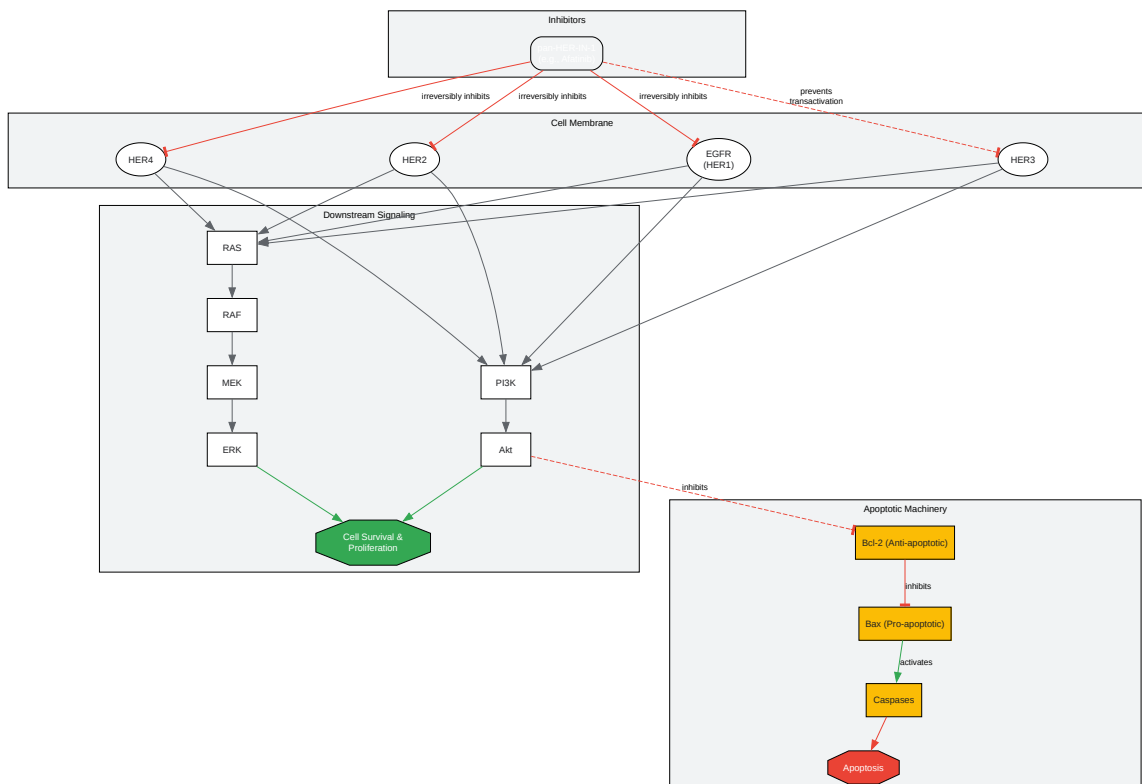 Inhibitors
irreversibly inhibits
irreversibly inhibits
irreversibly inhibits
prevents
transactivation
Cell Membrane
HER4
HER2
EGFR
(HER1)
HER3
Downstream Signaling
RAS
RAF
MEK
PI3K
ERK
Akt
inhibits
Cell Survival &
Proliferation
Apoptotic Machinery
Bcl-2 (Anti-apoptotic)
inhibits
Bax (Pro-apoptotic)
activates
Caspases
Apoptosis